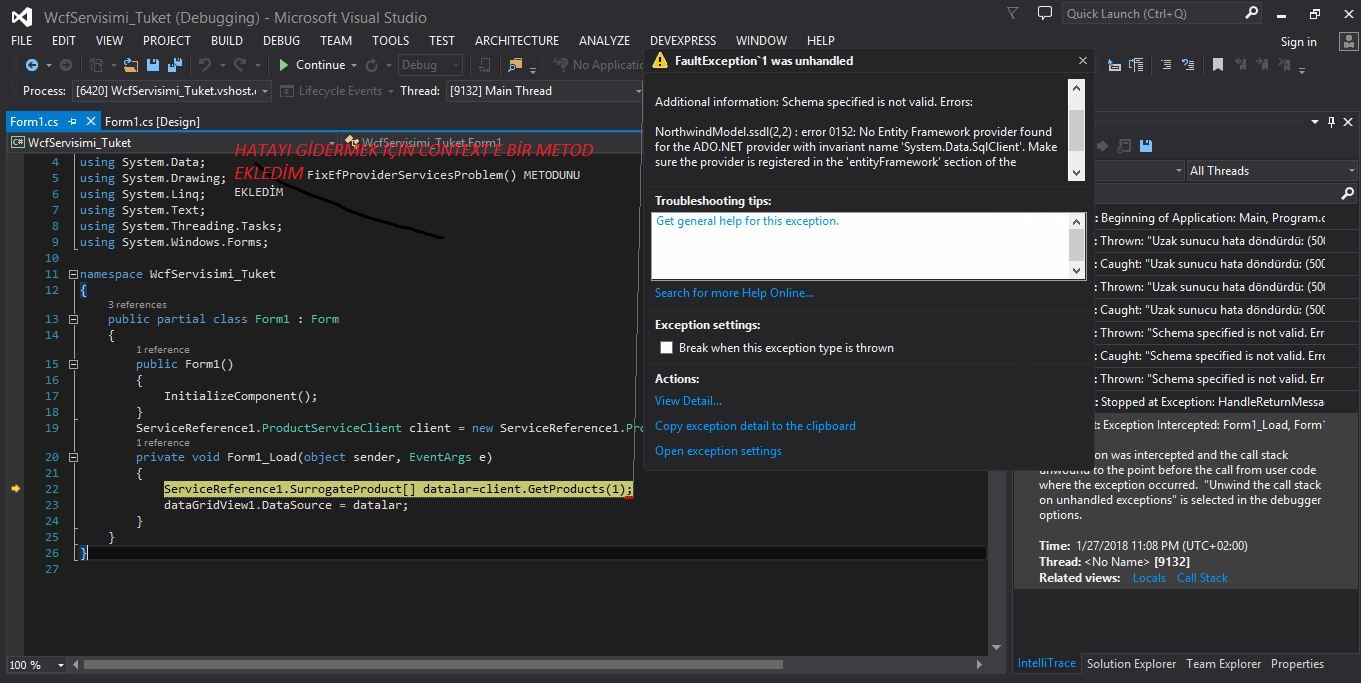 WcfServisimi_Tuket (Debugging) - Microsoft Visual Studio
Quick Launch (Ctrl+Q)
FILE EDIT VIEW PROJECT BUILD DEBUG TEAM TOOLS TEST ARCHITECTURE ANALYZE DEVEXPRESS WINDOW HELP
Sign in
Continue Debug No Applicatio
Process: [6420] WcfServisimi_Tuket.vshost. Lifecycle Events Thread: [9132] Main Thread
Form1.cs Form1.cs [Design]
WcfServisimi_Tuket WcfServisimi_Tuket.Form1
HATAYI GİDERMEK İÇİN CONTEXT E BİR METOD
EKLEDİM FixEfProviderServicesProblem() METODUNU
EKLEDİM
4 using System.Data;
5 using System.Drawing;
6 using System.Linq;
7 using System.Text;
8 using System.Threading.Tasks;
9 using System.Windows.Forms;
10
11 namespace WcfServisimi_Tuket
12 {
3 references
13 public partial class Form1 : Form
14 {
1 reference
15 public Form1()
16 {
17 InitializeComponent();
18 }
19 ServiceReference1.ProductServiceClient client = new ServiceReference1.Pro
1 reference
20 private void Form1_Load(object sender, EventArgs e)
21 {
22 ServiceReference1.SurrogateProduct[] datalar=client.GetProducts(1);
23 dataGridView1.DataSource = datalar;
24 }
25 }
26 }
27
100 %
FaultException`1 was unhandled
Additional information: Schema specified is not valid. Errors:
NorthwindModel.ssdl(2,2) : error 0152: No Entity Framework provider found
for the ADO.NET provider with invariant name 'System.Data.SqlClient'. Make
sure the provider is registered in the 'entityFramework' section of the
Troubleshooting tips:
Get general help for this exception.
Search for more Help Online...
Exception settings:
Break when this exception type is thrown
Actions:
View Detail...
Copy exception detail to the clipboard
Open exception settings
All Threads
: Beginning of Application: Main, Program.c
: Thrown: "Uzak sunucu hata döndürdü: (500
: Caught: "Uzak sunucu hata döndürdü: (500
: Thrown: "Uzak sunucu hata döndürdü: (500
: Caught: "Uzak sunucu hata döndürdü: (500
: Thrown: "Schema specified is not valid. Erro
: Caught: "Schema specified is not valid. Erro
: Thrown: "Schema specified is not valid. Erro
: Stopped at Exception: HandleReturnMessa
: Exception Intercepted: Form1_Load, Form1
on was intercepted and the call stack
unwound to the point before the call from user code
where the exception occurred. "Unwind the call stack
on unhandled exceptions" is selected in the debugger
options.
Time: 1/27/2018 11:08 PM (UTC+02:00)
Thread: <No Name> [9132]
Related views: Locals Call Stack
IntelliTrace Solution Explorer Team Explorer Properties